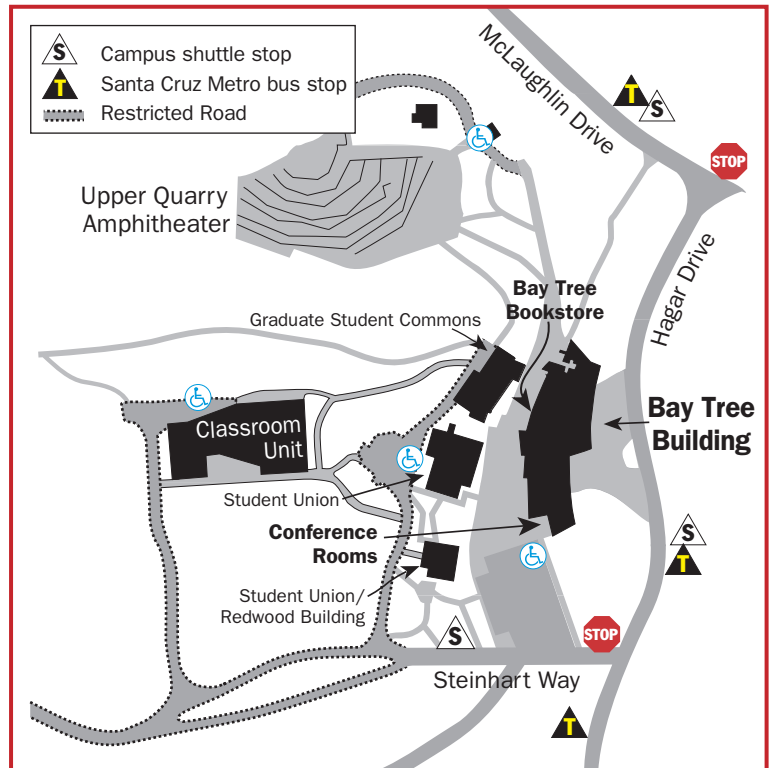 S Campus shuttle stop
T Santa Cruz Metro bus stop
Restricted Road
McLaughlin Drive
T
S
STOP
Upper Quarry
Amphitheater
Hagar Drive
Bay Tree
Bookstore
Graduate Student Commons
Bay Tree
Building
Classroom
Unit
Student Union
Conference
Rooms
S
T
Student Union/
Redwood Building
S
STOP
Steinhart Way
T